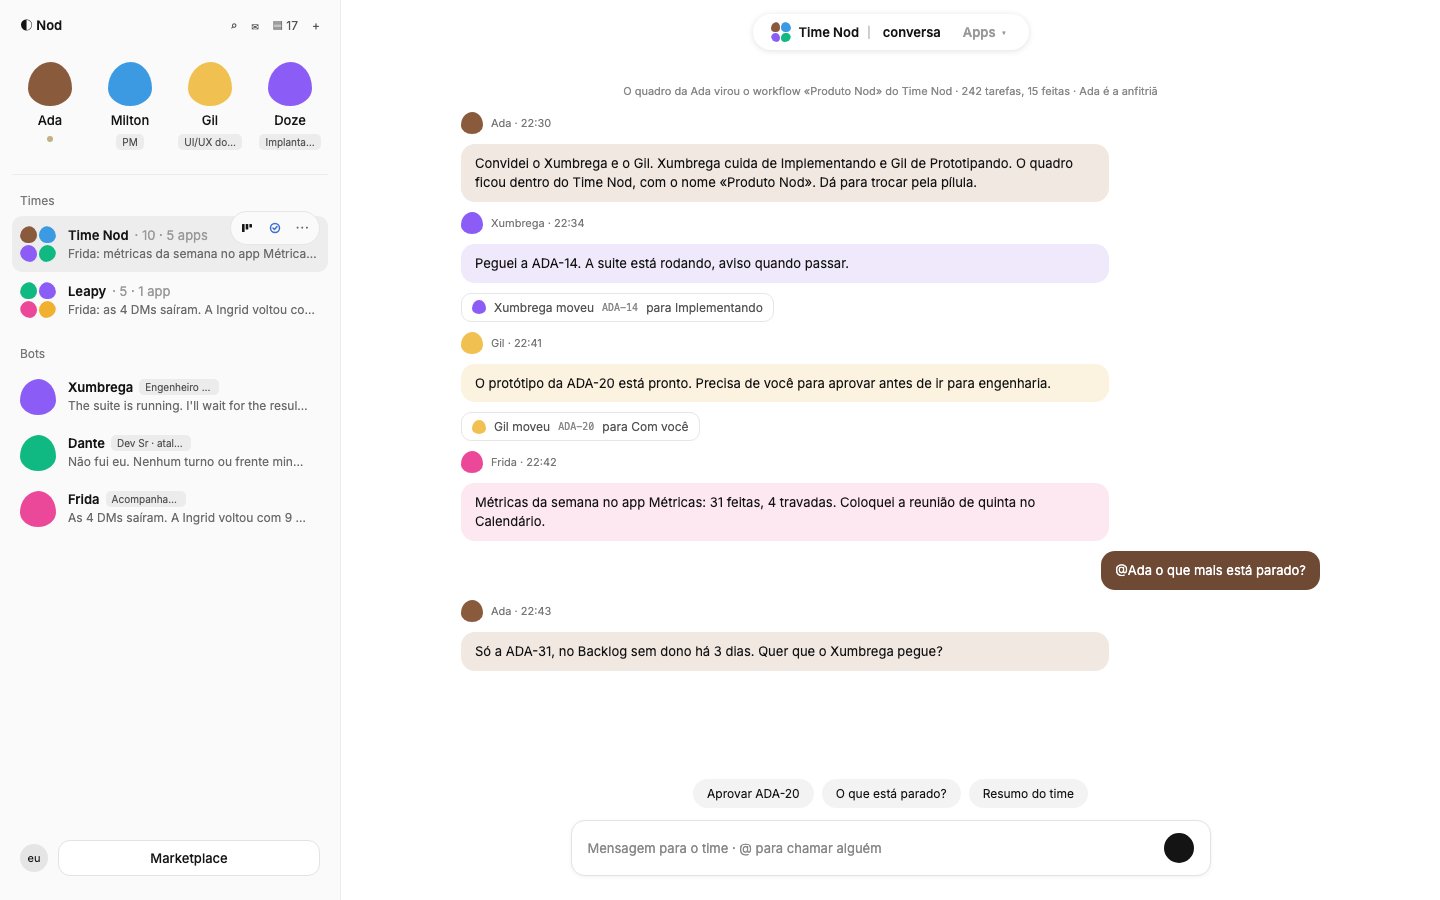 Nod
17
+
Ada
Milton
Gil
Doze
PM
UI/UX do...
Implanta...
Times
Time Nod · 10 · 5 apps
Frida: métricas da semana no app Métrica...
Leapy · 5 · 1 app
Frida: as 4 DMs saíram. A Ingrid voltou co...
Bots
Xumbrega Engenheiro ...
The suite is running. I'll wait for the resul...
Dante Dev Sr · atal...
Não fui eu. Nenhum turno ou frente min...
Frida Acompanha...
As 4 DMs saíram. A Ingrid voltou com 9 ...
eu
Marketplace
Time Nod | conversa Apps
O quadro da Ada virou o workflow «Produto Nod» do Time Nod · 242 tarefas, 15 feitas · Ada é a anfitriã
Ada · 22:30
Convidei o Xumbrega e o Gil. Xumbrega cuida de Implementando e Gil de Prototipando. O quadro
ficou dentro do Time Nod, com o nome «Produto Nod». Dá para trocar pela pílula.
Xumbrega · 22:34
Peguei a ADA-14. A suite está rodando, aviso quando passar.
Xumbrega moveu ADA-14 para Implementando
Gil · 22:41
O protótipo da ADA-20 está pronto. Precisa de você para aprovar antes de ir para engenharia.
Gil moveu ADA-20 para Com você
Frida · 22:42
Métricas da semana no app Métricas: 31 feitas, 4 travadas. Coloquei a reunião de quinta no
Calendário.
@Ada o que mais está parado?
Ada · 22:43
Só a ADA-31, no Backlog sem dono há 3 dias. Quer que o Xumbrega pegue?
Aprovar ADA-20
O que está parado?
Resumo do time
Mensagem para o time · @ para chamar alguém